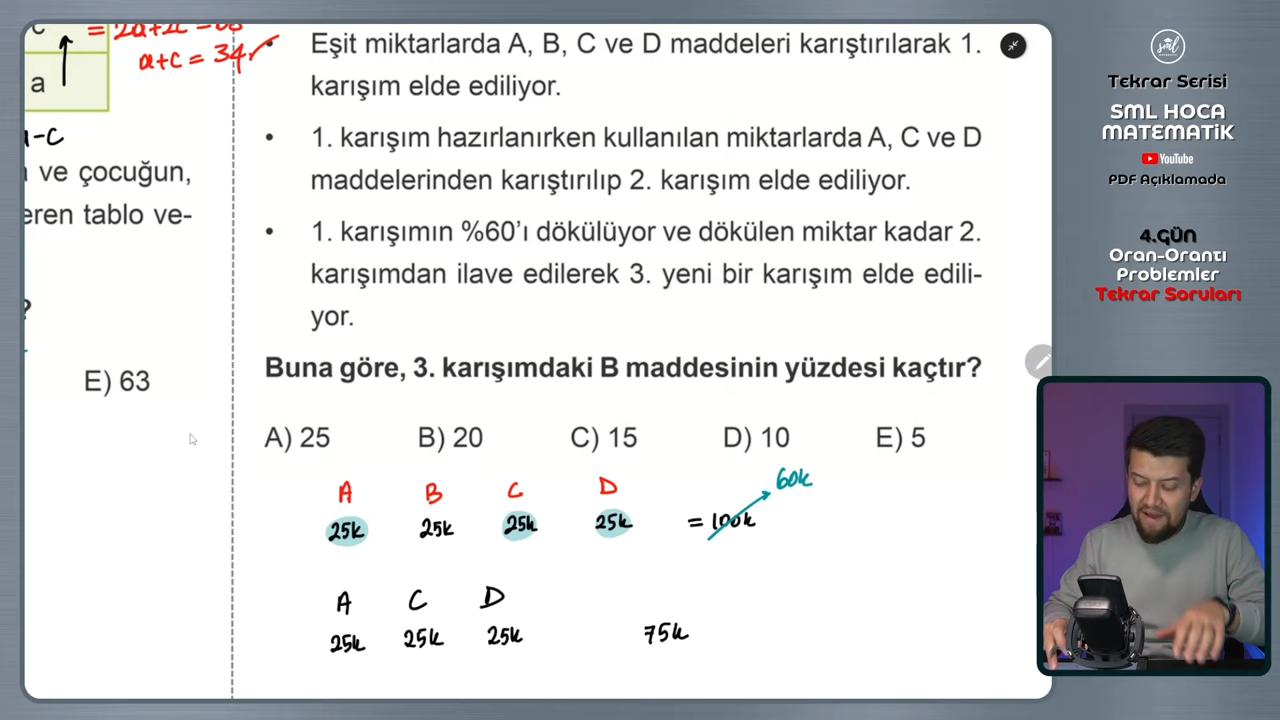 = 2a+2c = 68
a+c = 34
a
-c
ve çocuğun,
eren tablo ve-
?
E) 63
• Eşit miktarlarda A, B, C ve D maddeleri karıştırılarak 1.
karışım elde ediliyor.
• 1. karışım hazırlanırken kullanılan miktarlarda A, C ve D
maddelerinden karıştırılıp 2. karışım elde ediliyor.
• 1. karışımın %60’ı dökülüyor ve dökülen miktar kadar 2.
karışımdan ilave edilerek 3. yeni bir karışım elde edili-
yor.
Buna göre, 3. karışımdaki B maddesinin yüzdesi kaçtır?
A) 25 B) 20 C) 15 D) 10 E) 5
60k
A B C D
25k 25k 25k 25k = 100k
A C D
25k 25k 25k 75k
sml
Tekrar Serisi
SML HOCA
MATEMATİK
YouTube
PDF Açıklamada
4.GÜN
Oran-Orantı
Problemler
Tekrar Soruları